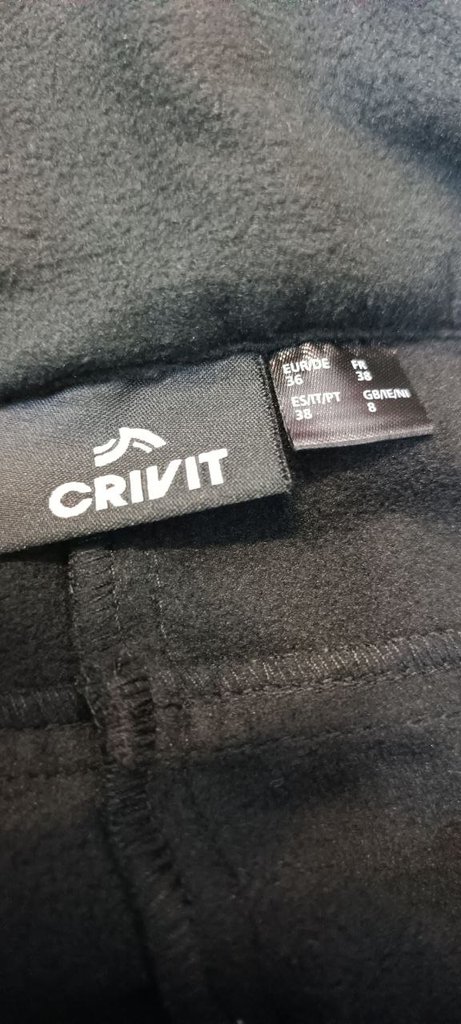 CRIVIT
EUR/DE FR
36 38
ES/IT/PT GB/IE/NI
38 8